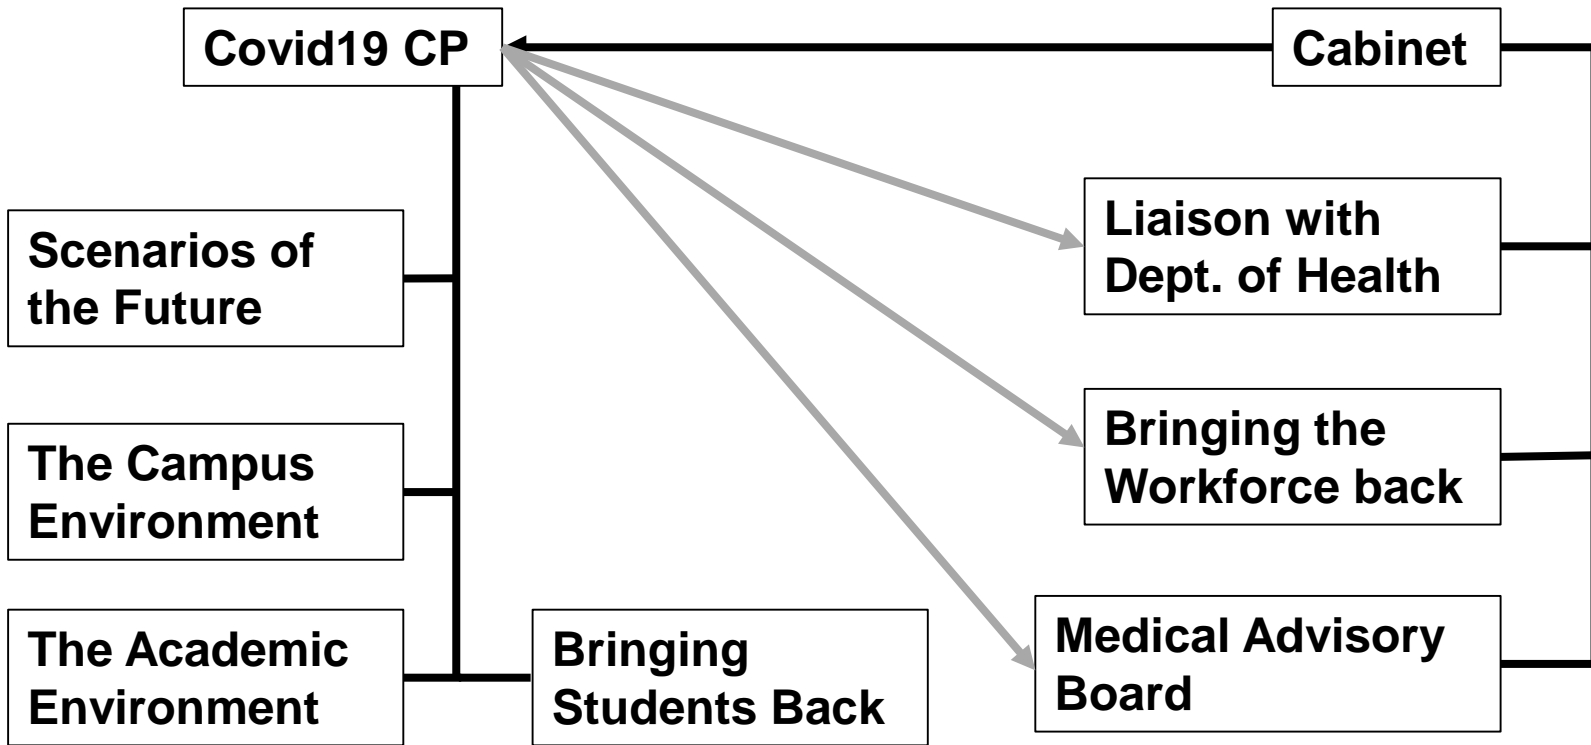 Covid19 CP
Cabinet
Scenarios of
the Future
Liaison with
Dept. of Health
The Campus
Environment
Bringing the
Workforce back
The Academic
Environment
Bringing
Students Back
Medical Advisory
Board